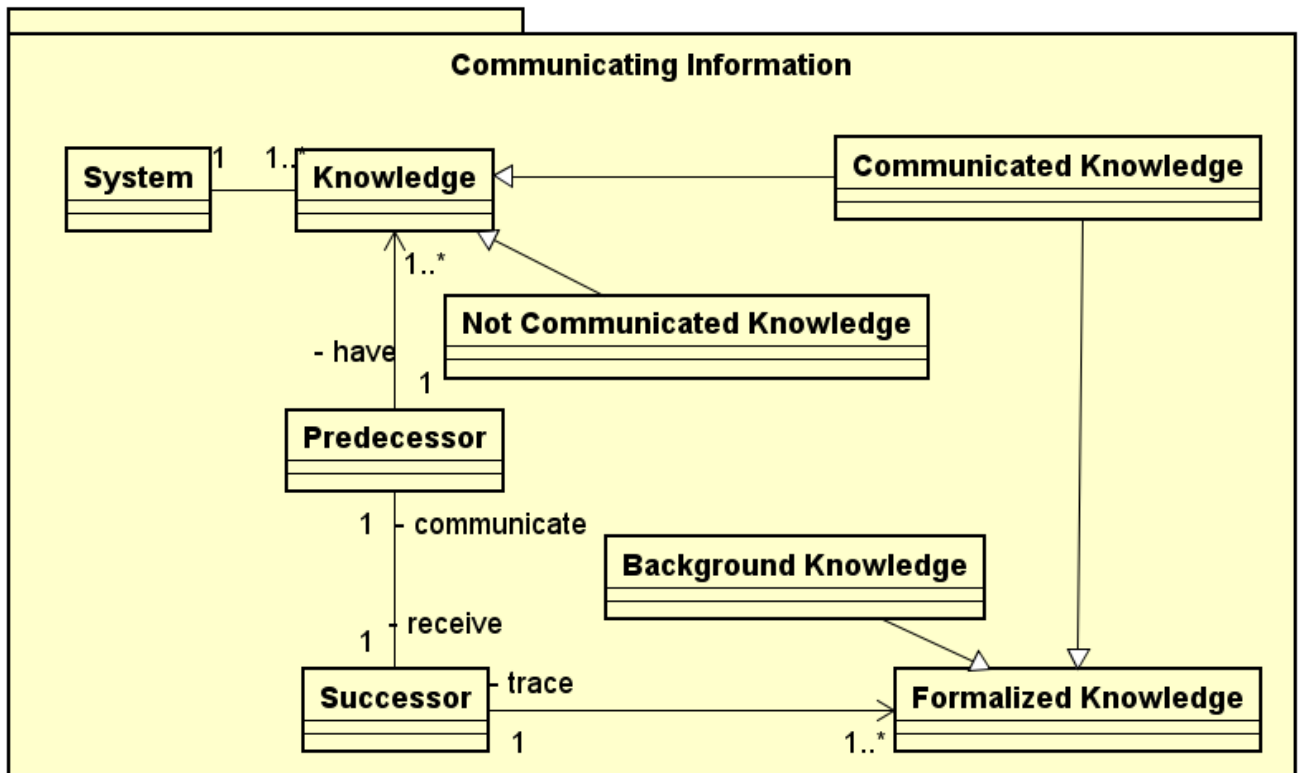 Communicating Information
System
1
1..*
Knowledge
Communicated Knowledge
1..*
Not Communicated Knowledge
- have
1
Predecessor
1
- communicate
Background Knowledge
- receive
1
Successor
- trace
Formalized Knowledge
1
1..*